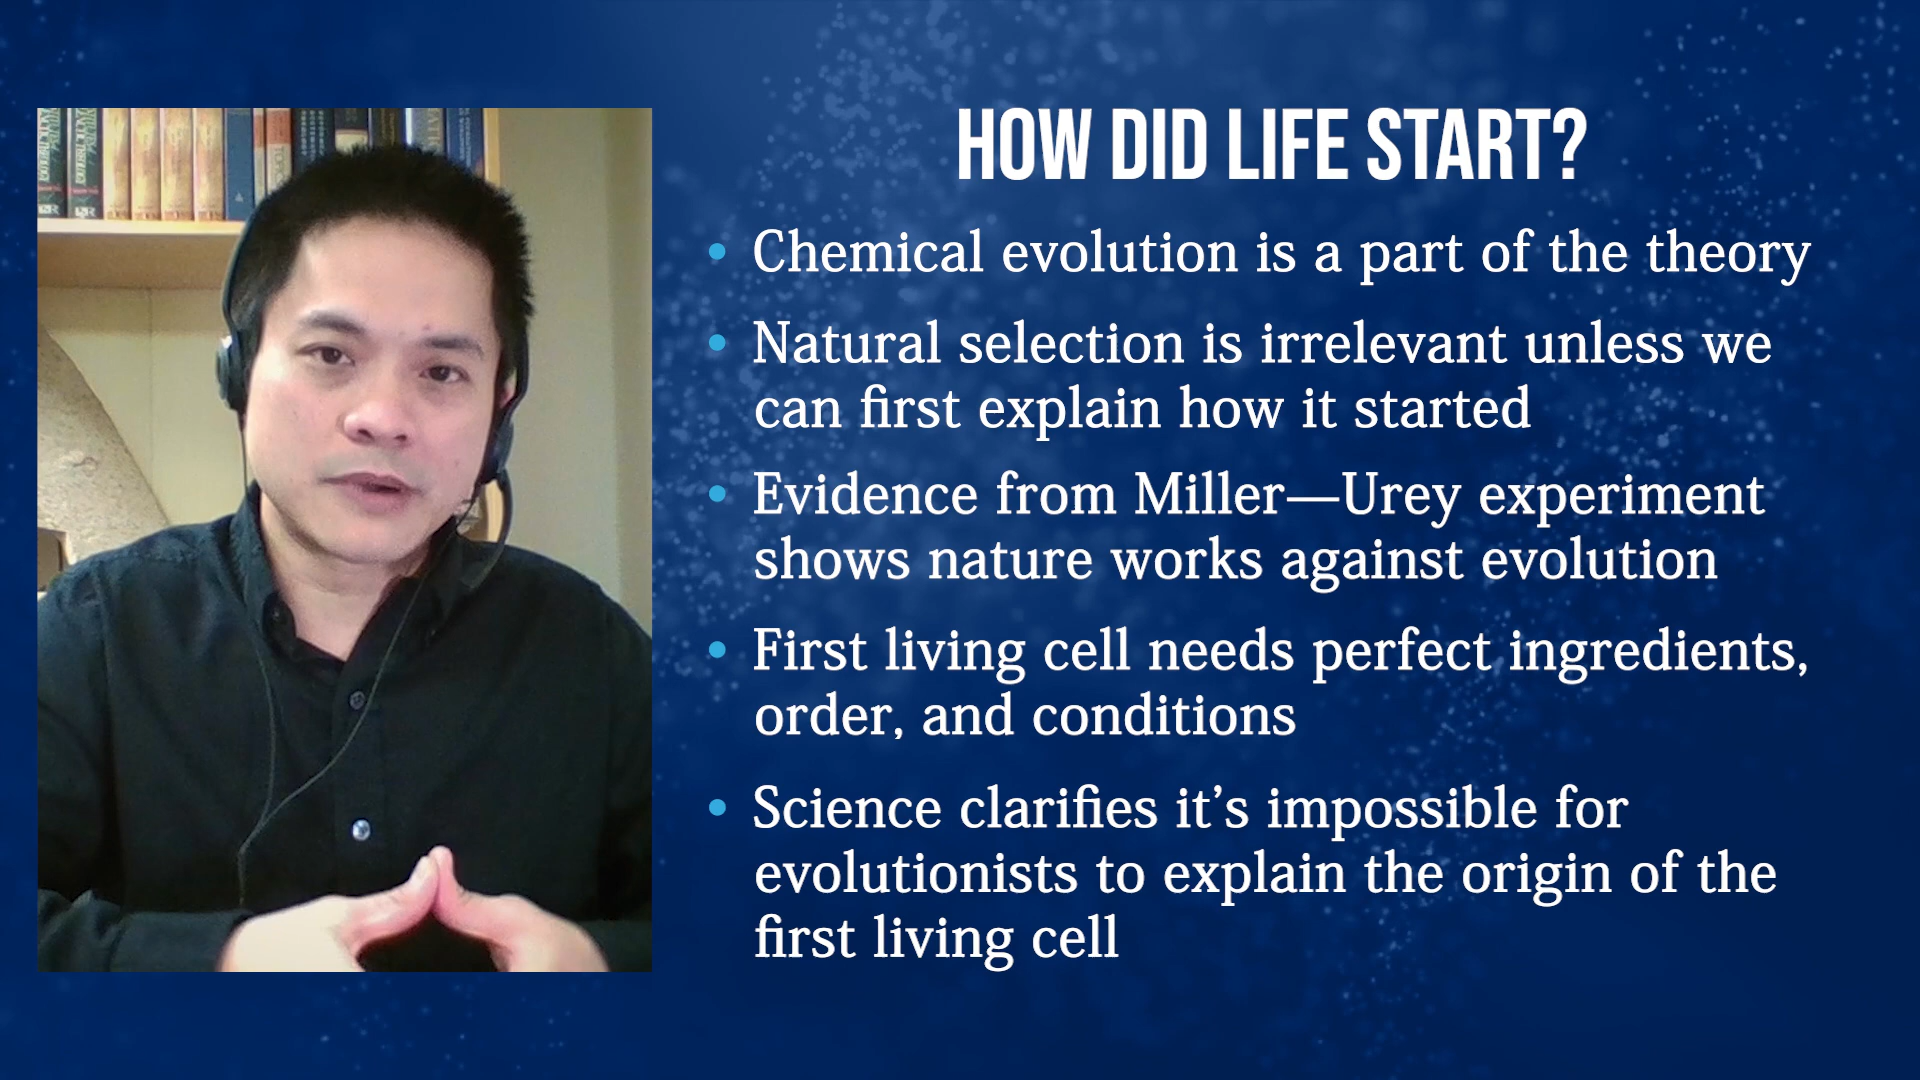 HOW DID LIFE START?
• Chemical evolution is a part of the theory
• Natural selection is irrelevant unless we
can first explain how it started
• Evidence from Miller—Urey experiment
shows nature works against evolution
• First living cell needs perfect ingredients,
order, and conditions
• Science clarifies it’s impossible for
evolutionists to explain the origin of the
first living cell